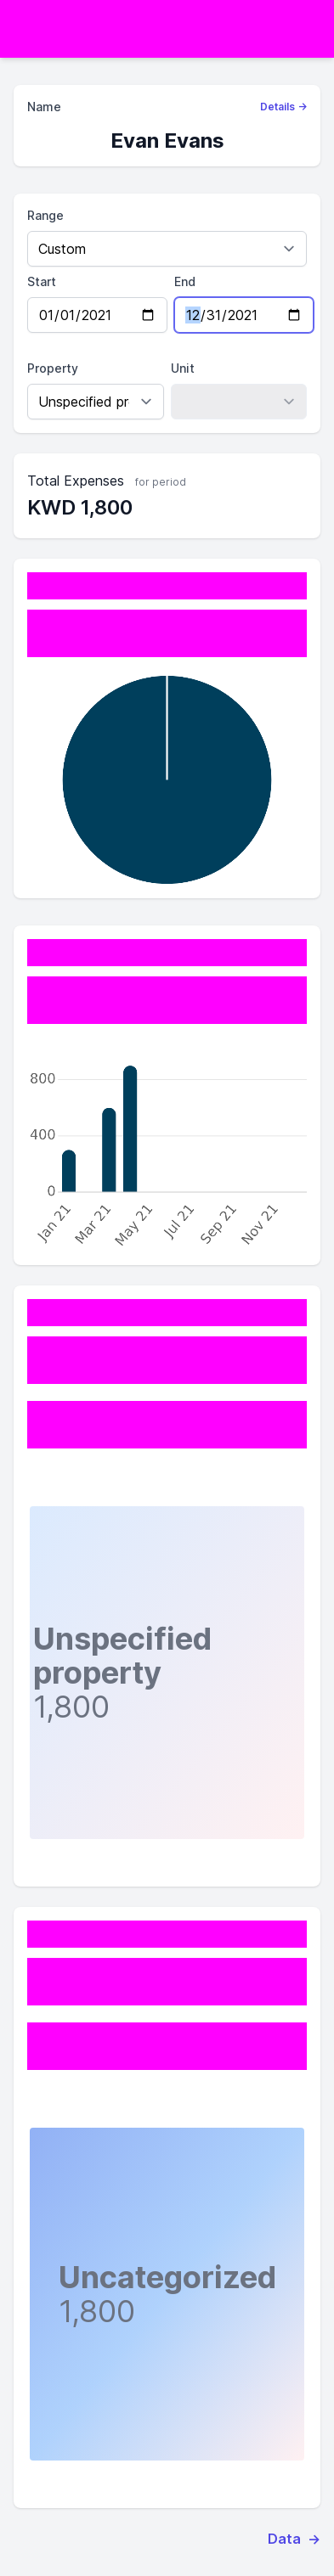 Name
Details →
Evan Evans
Range
Custom
Start
End
01/01/2021
12/31/2021
Property
Unit
Unspecified pr
Total Expenses for period
KWD 1,800
800
400
0
Jan 21
Mar 21
May 21
Jul 21
Sep 21
Nov 21
Unspecified
property
1,800
Uncategorized
1,800
Data →